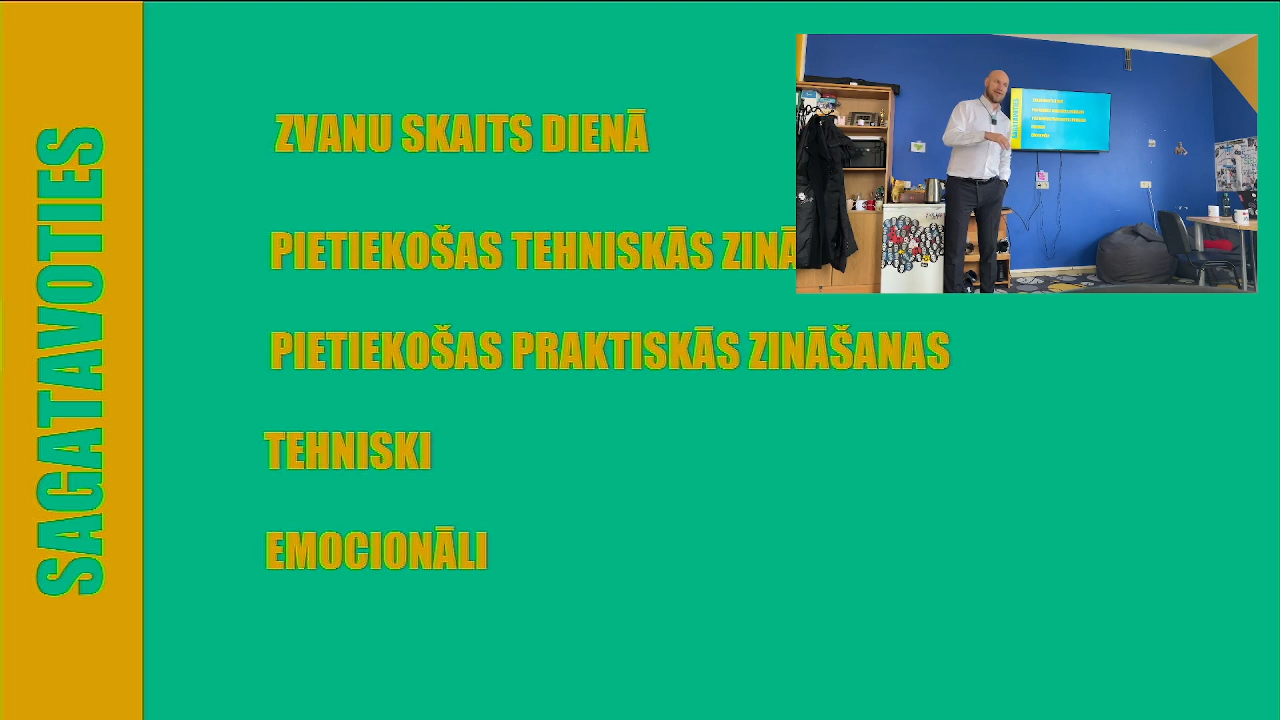 SAGATAVOTIES
ZVANU SKAITS DIENĀ
PIETIEKOŠAS TEHNISKĀS ZINĀ
PIETIEKOŠAS PRAKTISKĀS ZINĀŠANAS
TEHNISKI
EMOCIONĀLI